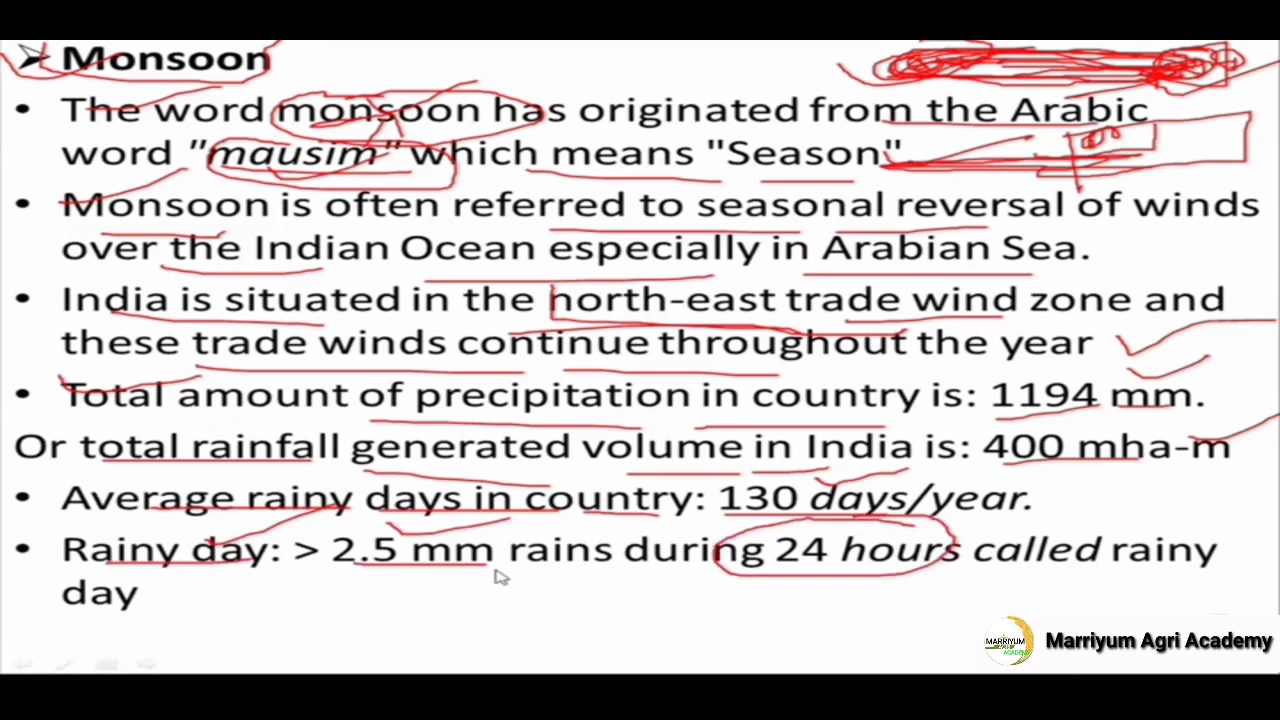 ➢ Monsoon
• The word monsoon has originated from the Arabic
word "mausim" which means "Season"
• Monsoon is often referred to seasonal reversal of winds
over the Indian Ocean especially in Arabian Sea.
• India is situated in the north-east trade wind zone and
these trade winds continue throughout the year
• Total amount of precipitation in country is: 1194 mm.
Or total rainfall generated volume in India is: 400 mha-m
• Average rainy days in country: 130 days/year.
• Rainy day: > 2.5 mm rains during 24 hours called rainy
day
MARRIYUM
ACADEMY
Marriyum Agri Academy